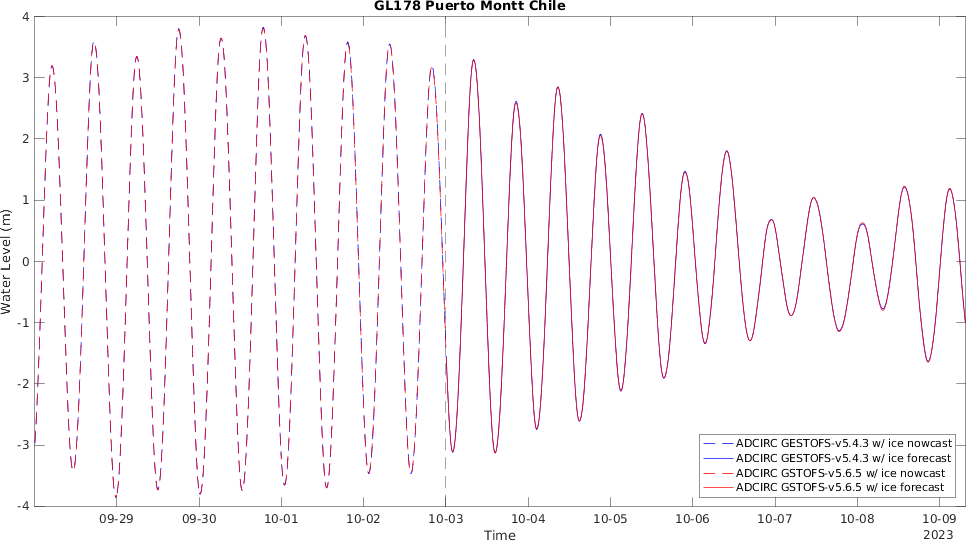 GL178 Puerto Montt Chile
4
3
2
1
0
-1
-2
-3
-4
Water Level (m)
ADCIRC GESTOFS-v5.4.3 w/ ice nowcast
ADCIRC GESTOFS-v5.4.3 w/ ice forecast
ADCIRC GSTOFS-v5.6.5 w/ ice nowcast
ADCIRC GSTOFS-v5.6.5 w/ ice forecast
09-29 09-30 10-01 10-02 10-03 10-04 10-05 10-06 10-07 10-08 10-09
Time
2023